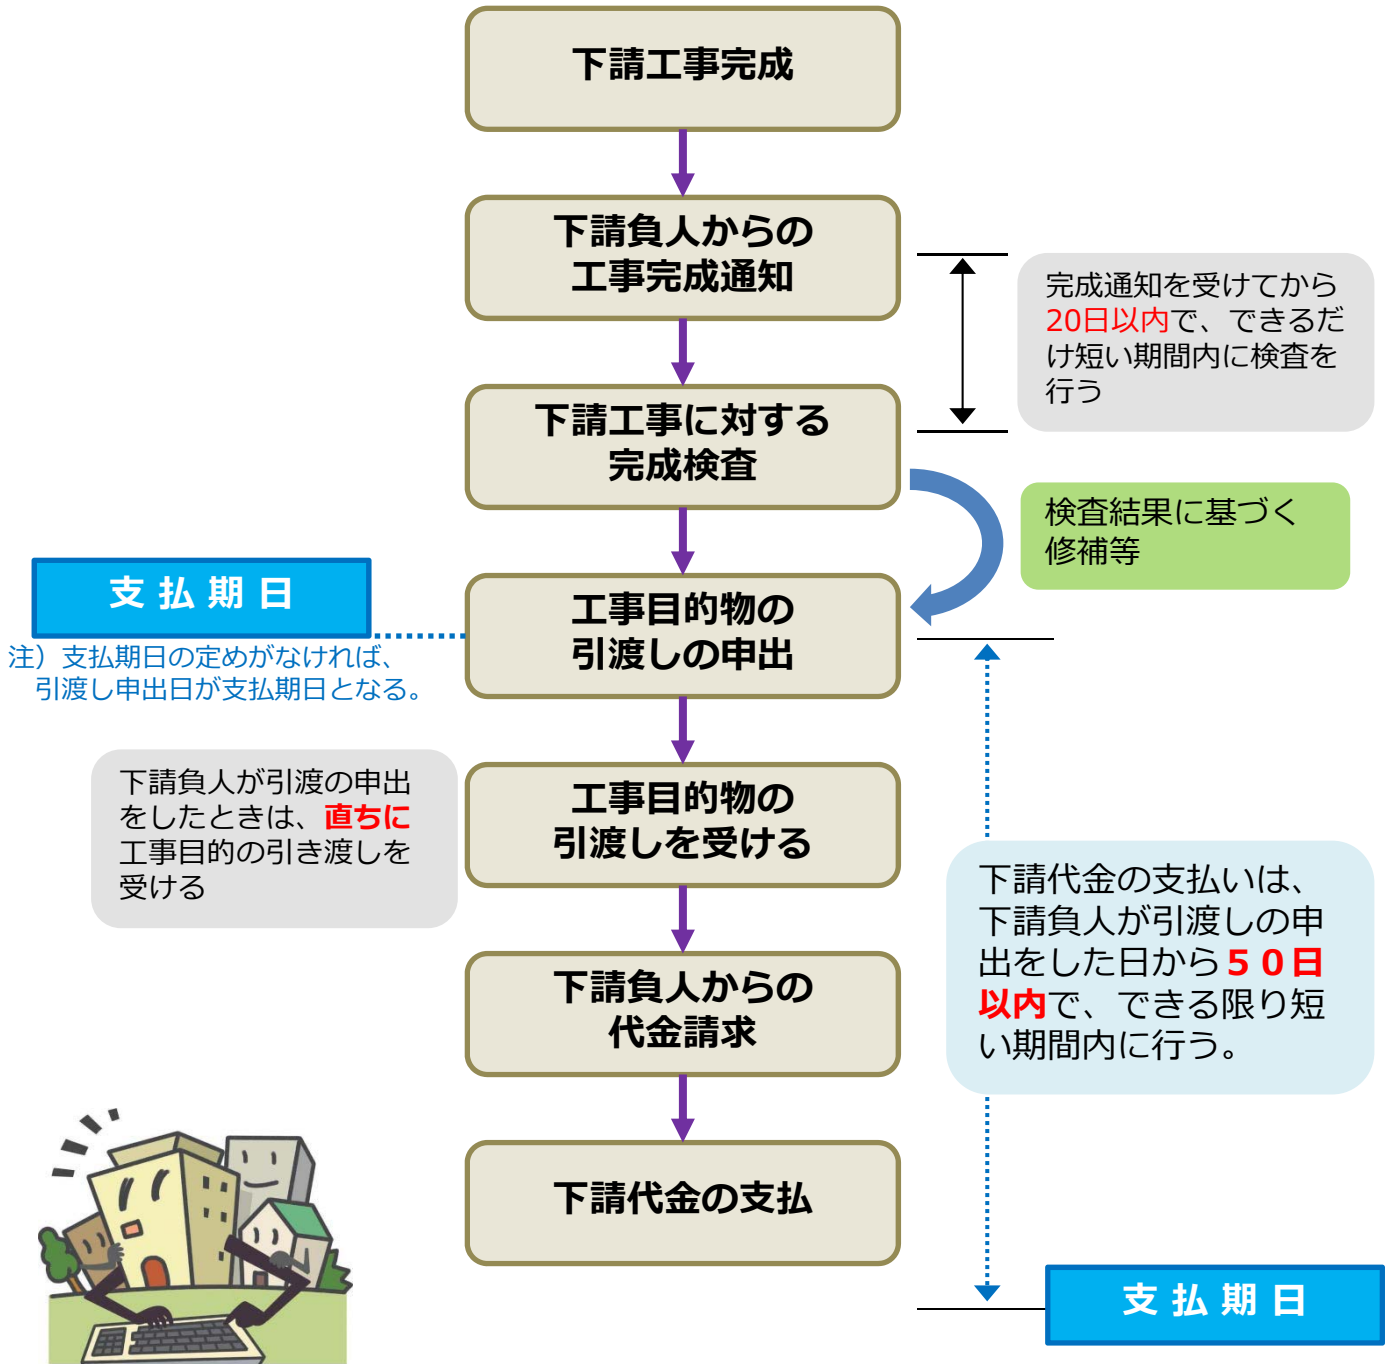 下請工事完成
下請負人からの
工事完成通知
完成通知を受けてから
20日以内で、できるだ
け短い期間内に検査を
行う
下請工事に対する
完成検査
検査結果に基づく
修補等
支払期日
注）支払期日の定めがなければ、
引渡し申出日が支払期日となる。
工事目的物の
引渡しの申出
下請負人が引渡の申出
をしたときは、直ちに
工事目的の引き渡しを
受ける
工事目的物の
引渡しを受ける
下請代金の支払いは、
下請負人が引渡しの申
出をした日から５０日
以内で、できる限り短
い期間内に行う。
下請負人からの
代金請求
下請代金の支払
支払期日